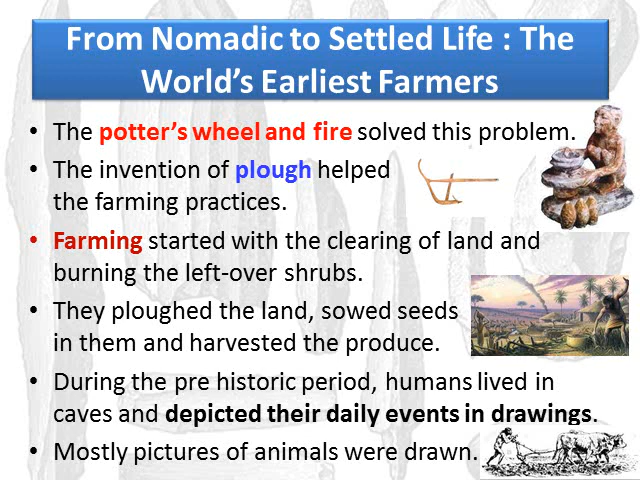 From Nomadic to Settled Life : The
World's Earliest Farmers
• The potter's wheel and fire solved this problem.
• The invention of plough helped
the farming practices.
• Farming started with the clearing of land and
burning the left-over shrubs.
• They ploughed the land, sowed seeds
in them and harvested the produce.
• During the pre historic period, humans lived in
caves and depicted their daily events in drawings.
• Mostly pictures of animals were drawn.